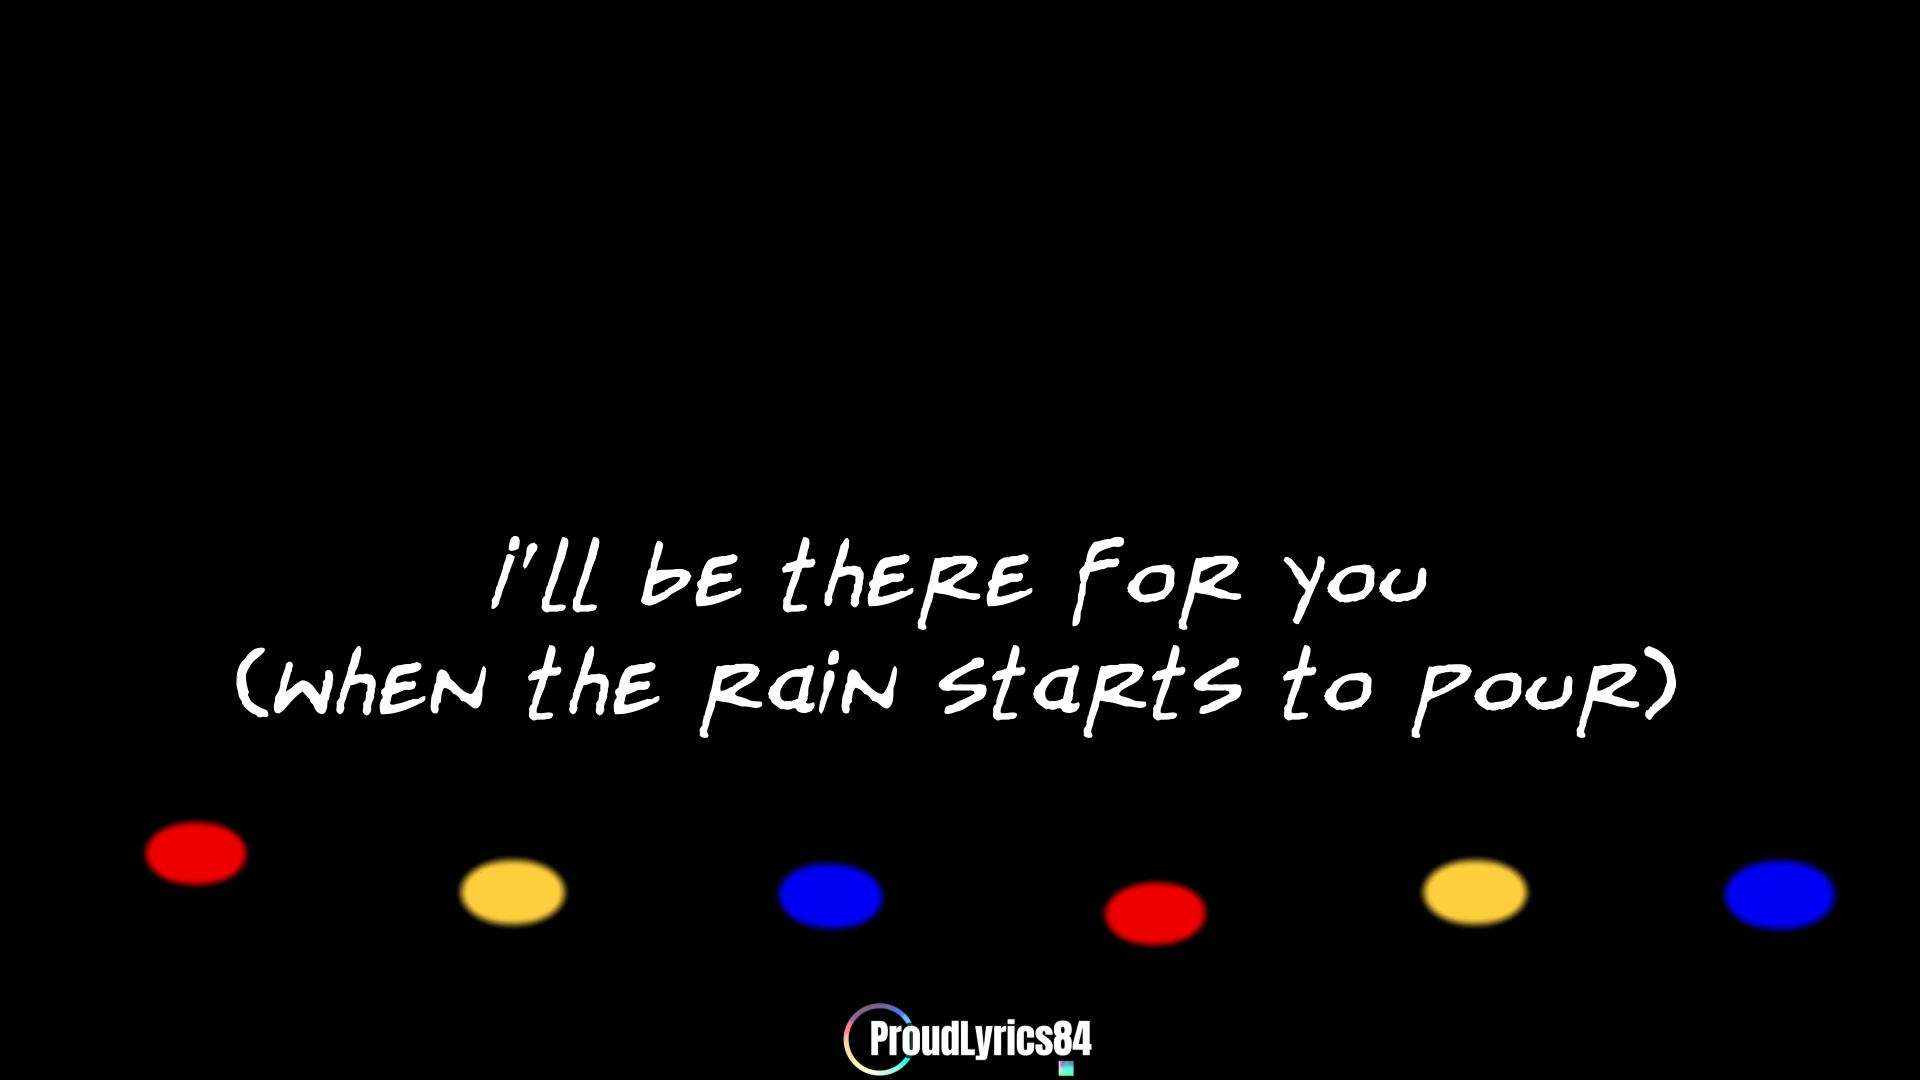 i'll be there for you
(when the rain starts to pour)
ProudLyrics84